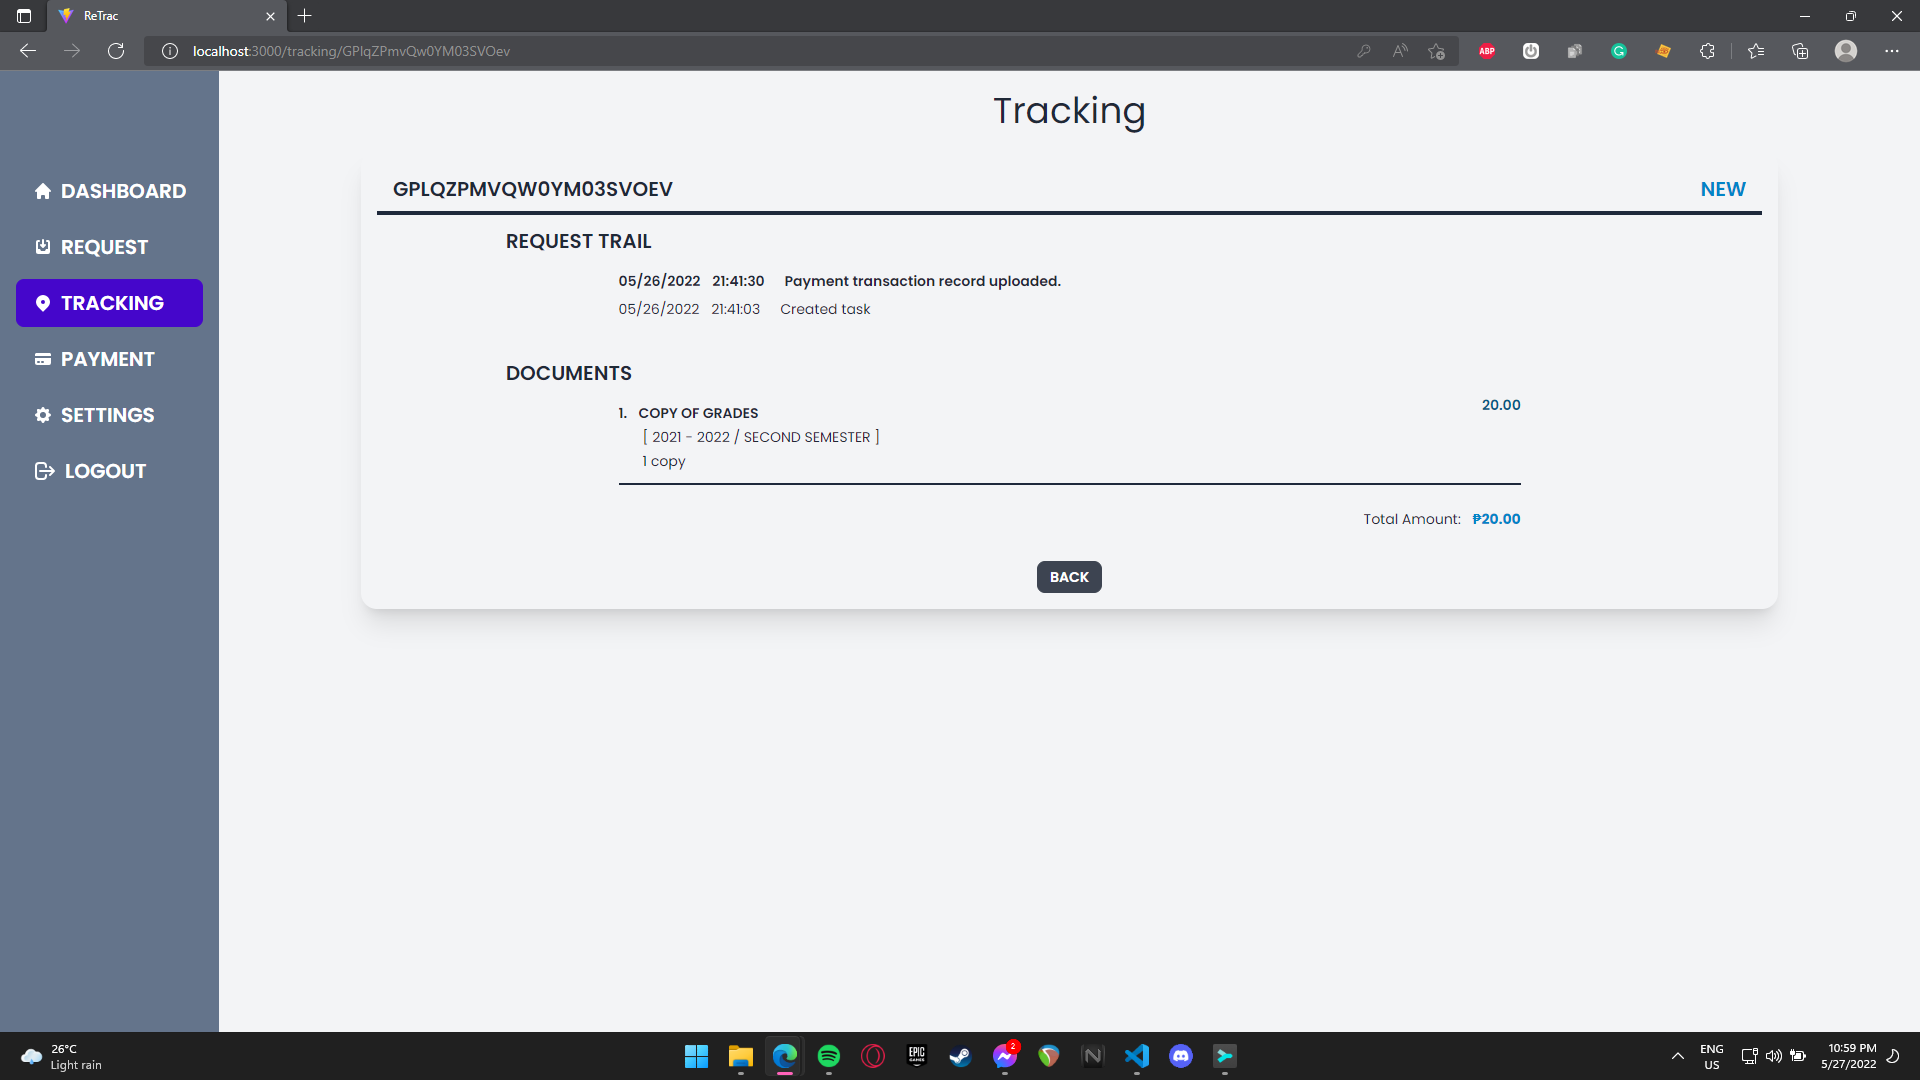 ReTrac
localhost:3000/tracking/GPlqZPmvQw0YM03SVOev
ABP
Tracking
DASHBOARD
REQUEST
TRACKING
PAYMENT
SETTINGS
LOGOUT
GPLQZPMVQW0YM03SVOEV NEW
REQUEST TRAIL
05/26/2022 21:41:30 Payment transaction record uploaded.
05/26/2022 21:41:03 Created task
DOCUMENTS
1. COPY OF GRADES 20.00
[ 2021 - 2022 / SECOND SEMESTER ]
1 copy
Total Amount: ₱20.00
BACK
26°C
Light rain
EPIC
GAMES
2
ENG
US
10:59 PM
5/27/2022